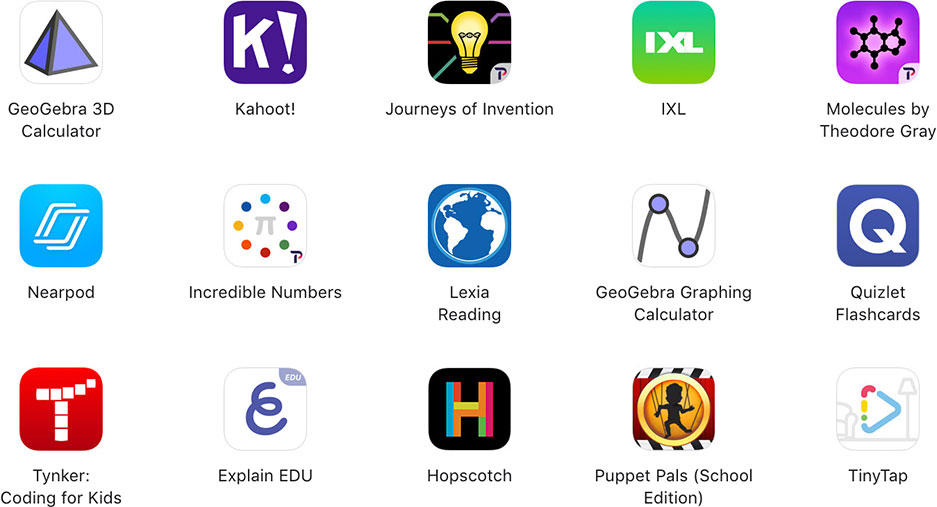 K!
IXL
GeoGebra 3D
Calculator
Kahoot!
Journeys of Invention
IXL
Molecules by
Theodore Gray
π
Q
Nearpod
Incredible Numbers
Lexia
Reading
GeoGebra Graphing
Calculator
Quizlet
Flashcards
T
EDU
H
Tynker:
Coding for Kids
Explain EDU
Hopscotch
Puppet Pals (School
Edition)
TinyTap